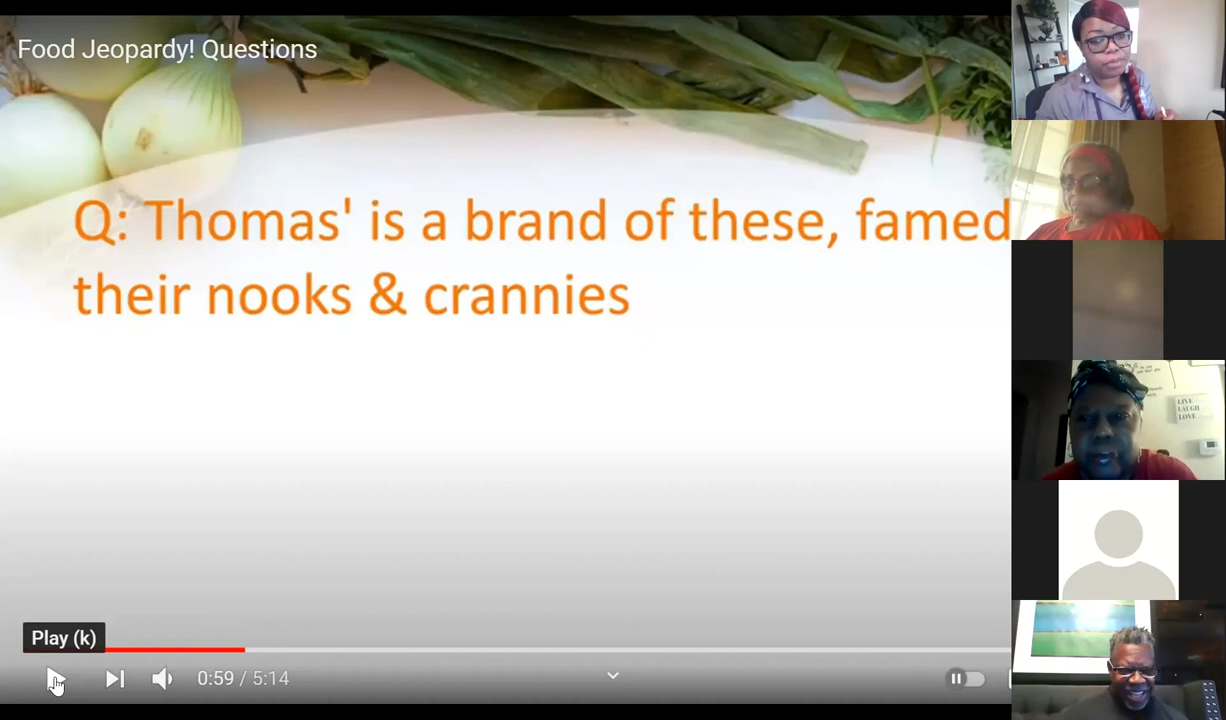 Food Jeopardy! Questions
Q: Thomas' is a brand of these, famed
their nooks & crannies
Play (k)
0:59 / 5:14
LIVE
LAUGH
LOVE